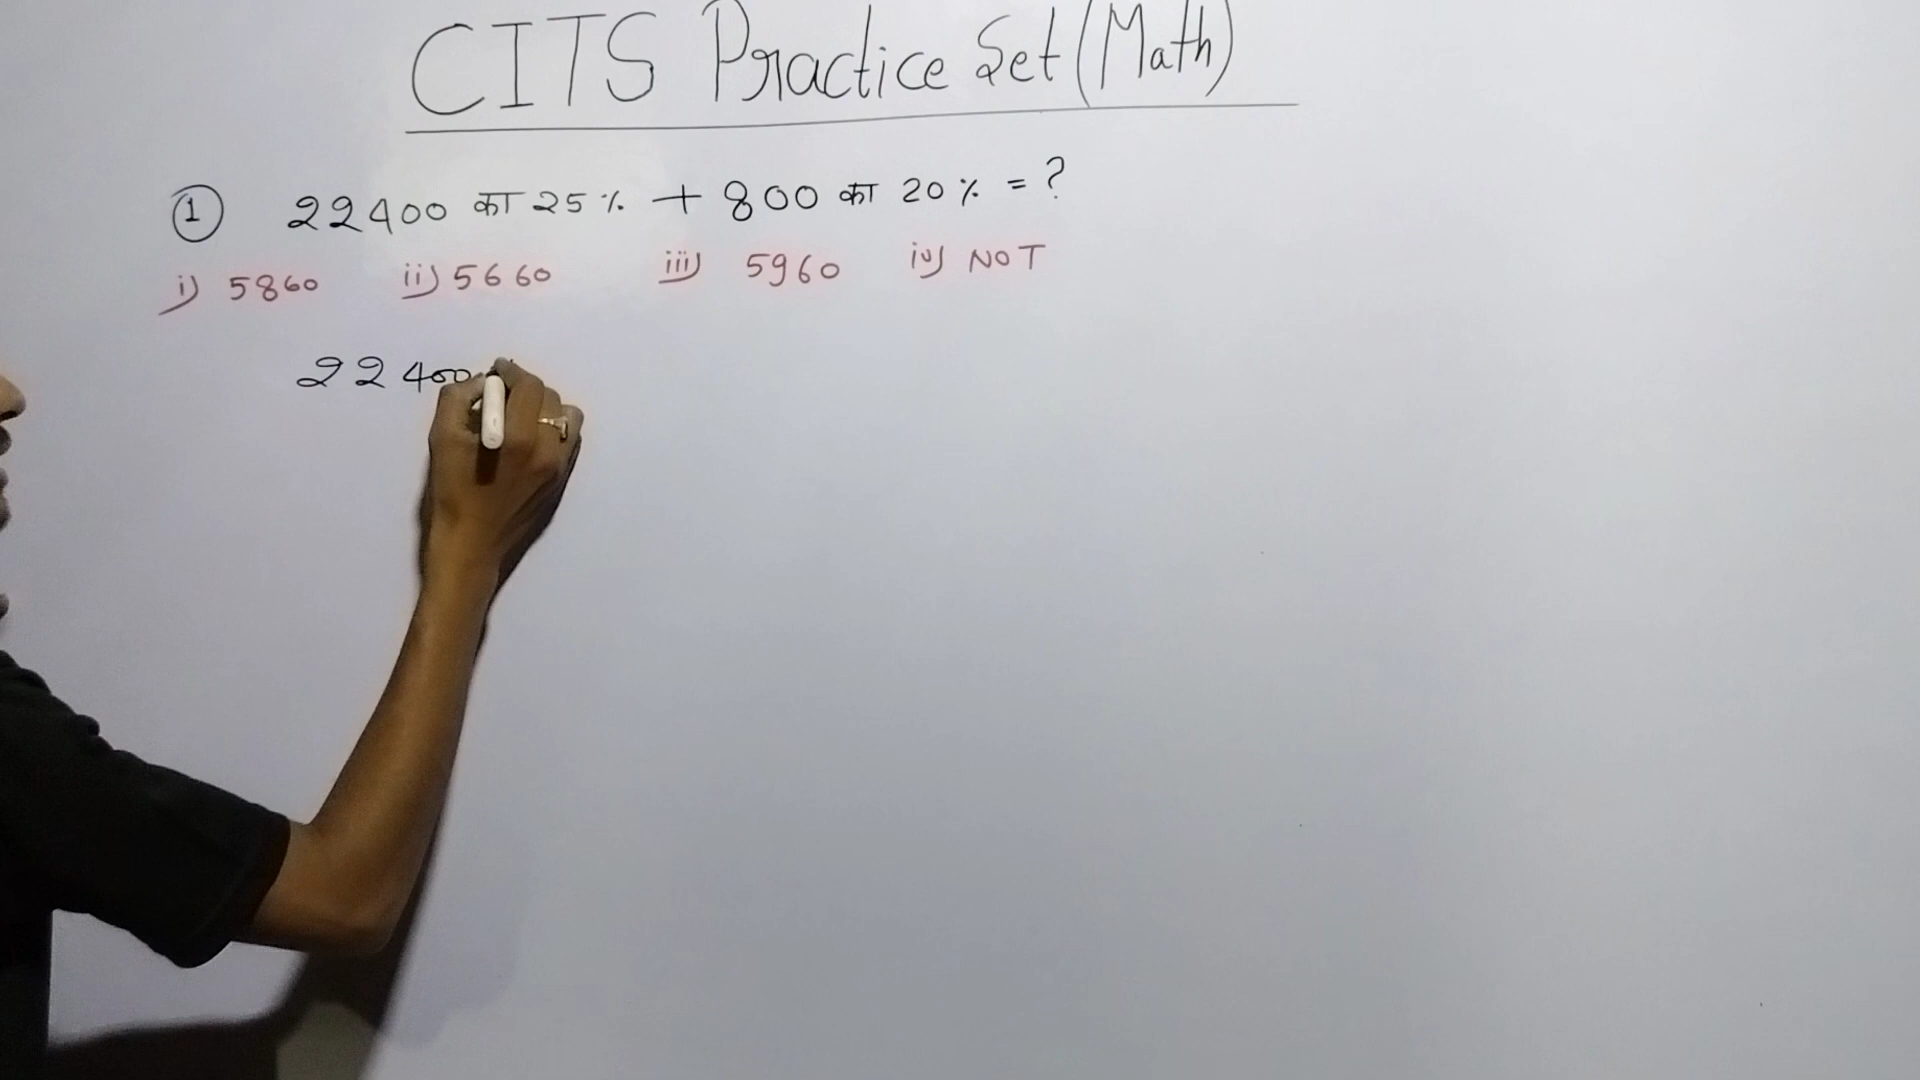 CITS Practice Set (Math)
① 22400 का 25% + 800 का 20% = ?
i) 5860 ii) 5660 iii) 5960 iv) NOT
22400